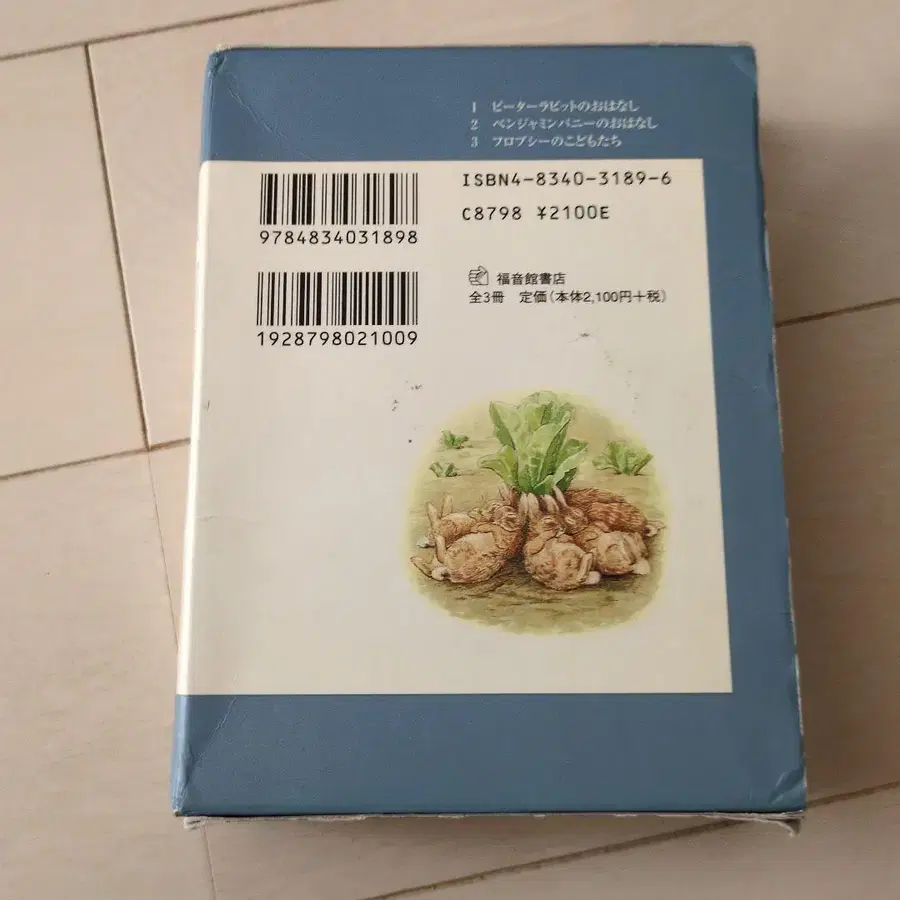 1 ピーターラビットのおはなし
2 ベンジャミンバニーのおはなし
3 フロプシーのこどもたち
ISBN4-8340-3189-6
C8798 ¥2100E
9784834031898
1928798021009
福音館書店
全3冊 定価(本体2,100円+税)